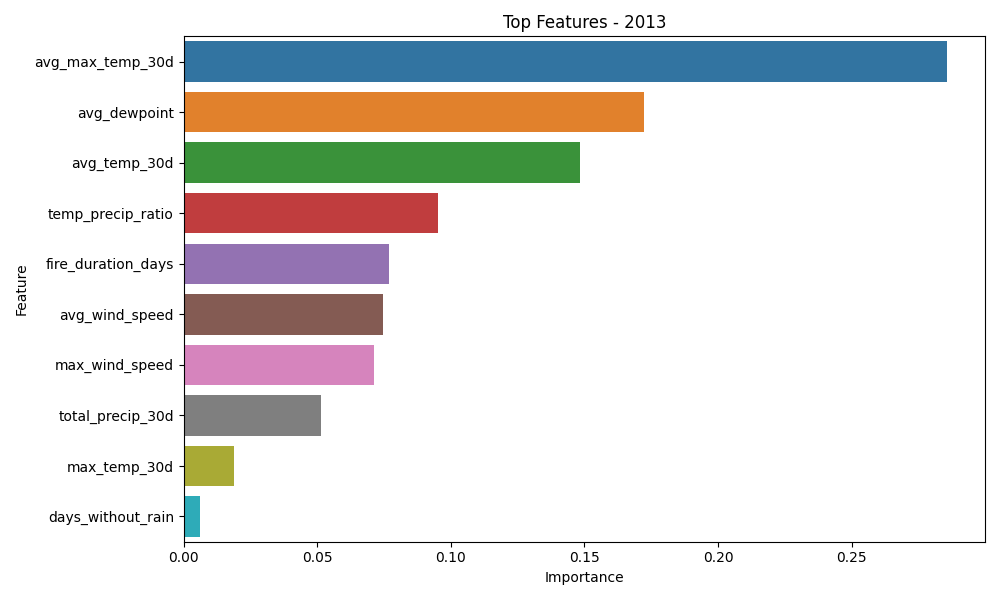 Top Features - 2013
avg_max_temp_30d
avg_dewpoint
avg_temp_30d
temp_precip_ratio
fire_duration_days
avg_wind_speed
max_wind_speed
total_precip_30d
max_temp_30d
days_without_rain
Feature
0.00 0.05 0.10 0.15 0.20 0.25
Importance